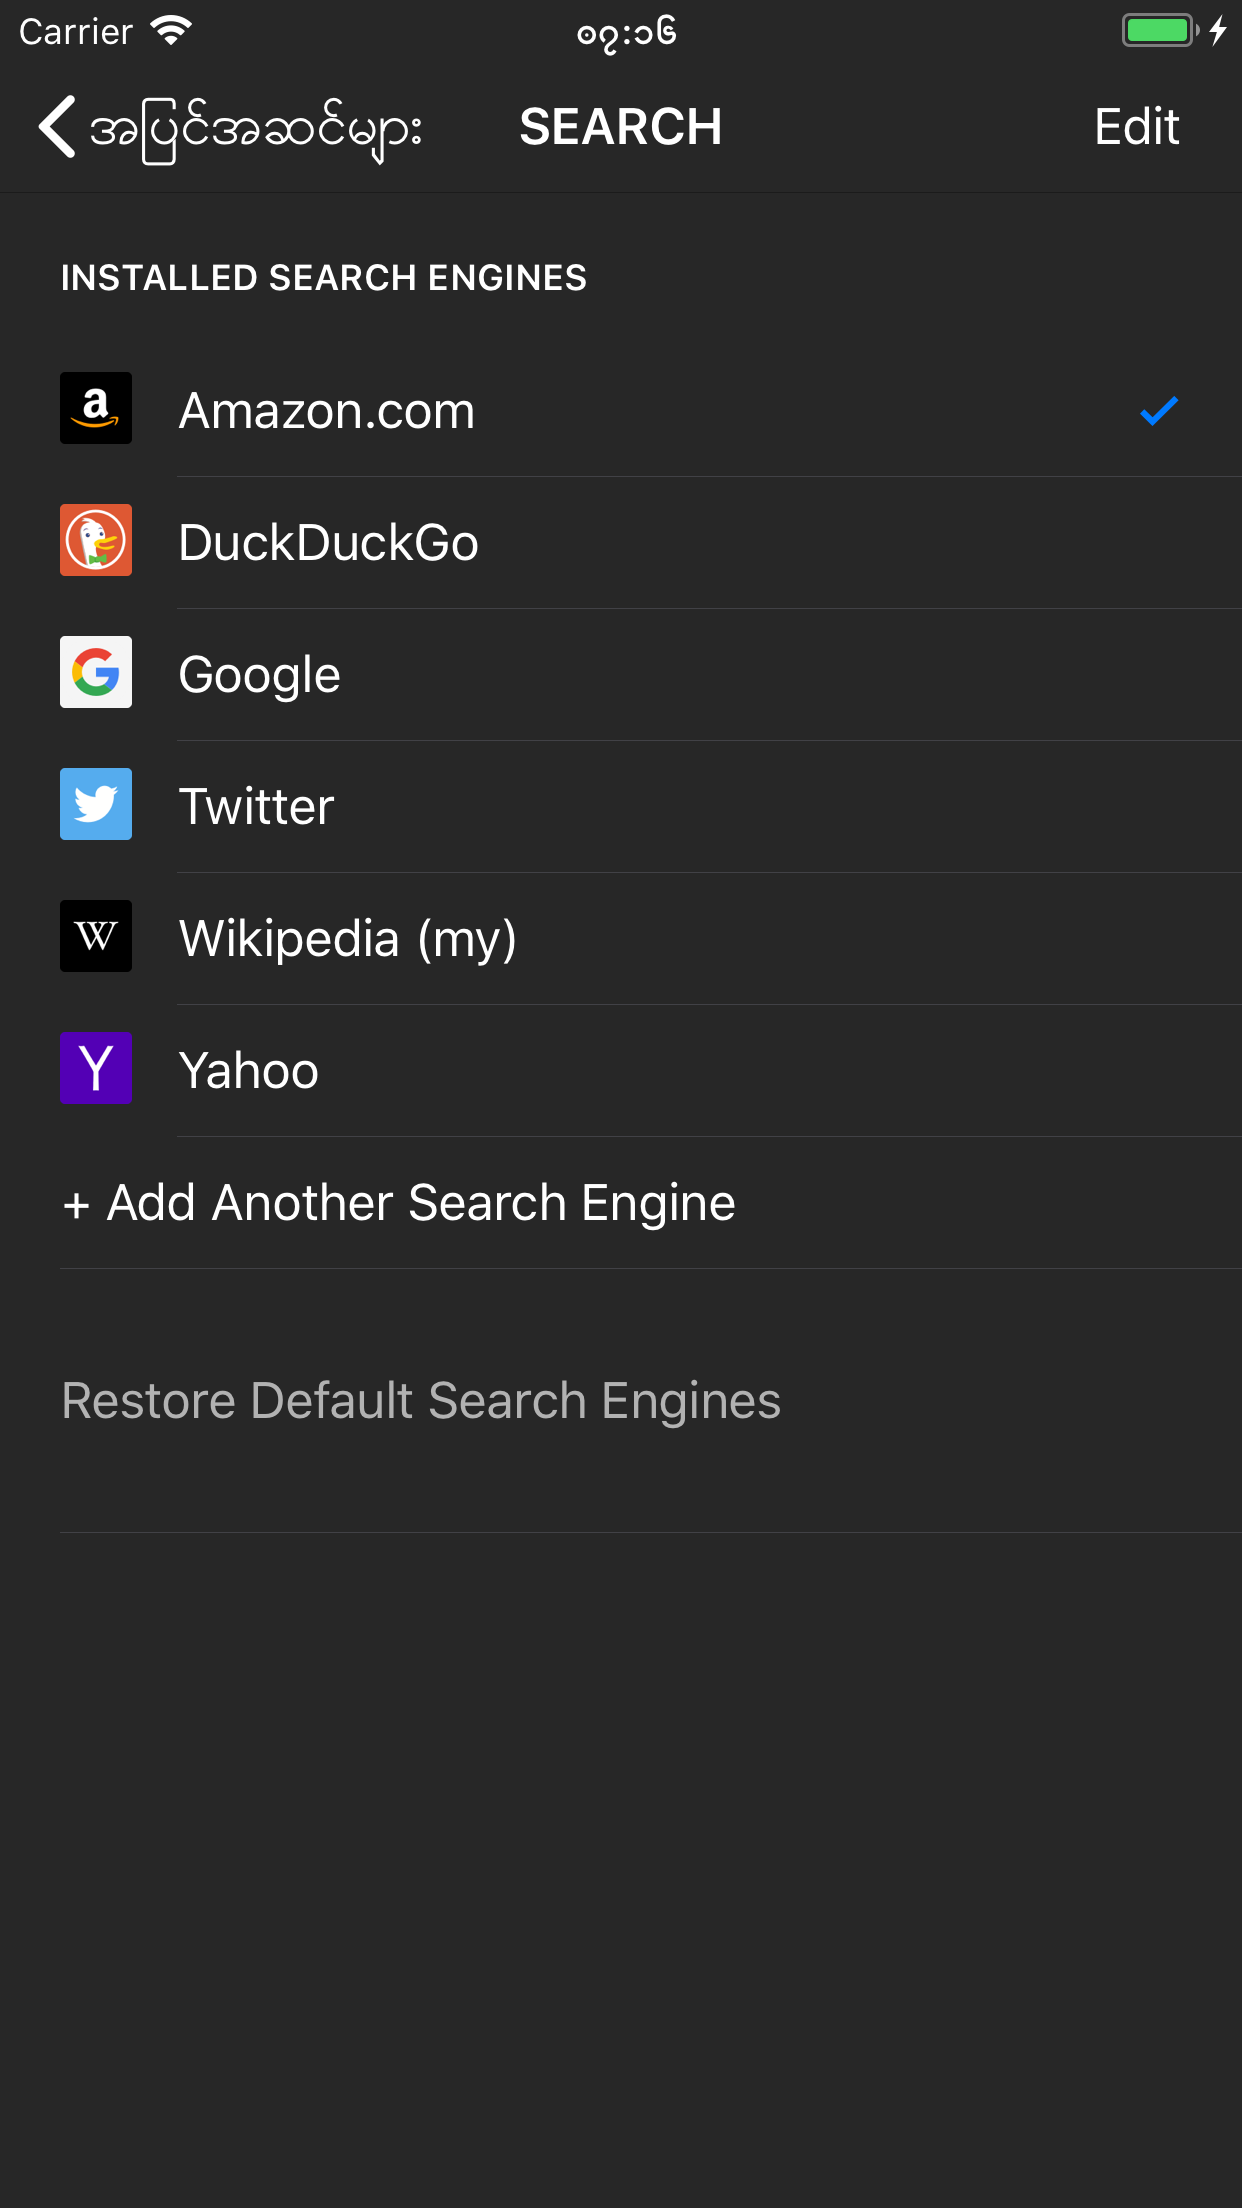 Carrier ၀၇:၁၆
အပြင်အဆင်များ SEARCH Edit
INSTALLED SEARCH ENGINES
Amazon.com
DuckDuckGo
Google
Twitter
Wikipedia (my)
Yahoo
+ Add Another Search Engine
Restore Default Search Engines